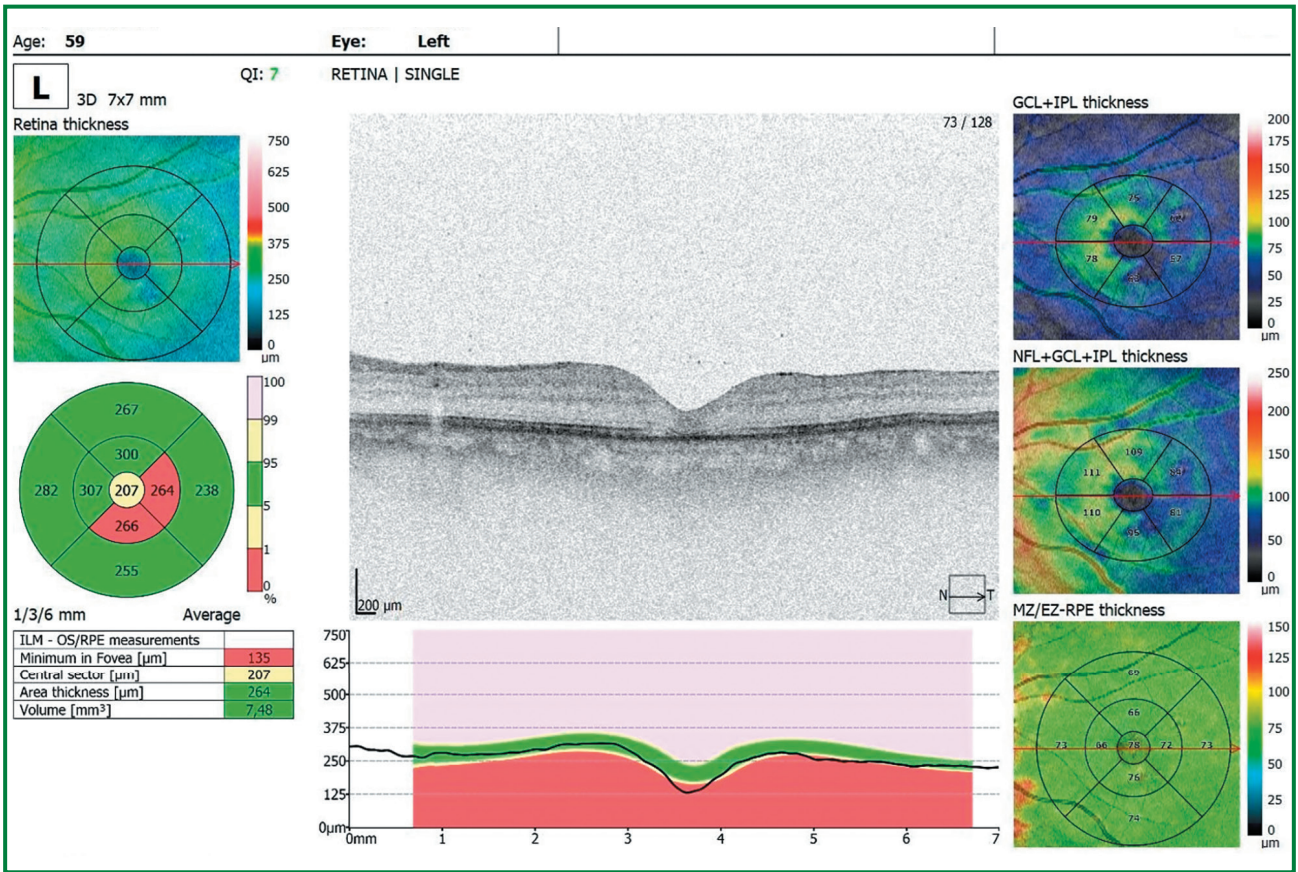 Age: 59 Eye: Left
L 3D 7x7 mm QI: 7 RETINA | SINGLE
Retina thickness
750
625
500
375
250
125
0
µm
73 / 128
200 µm
N T
GCL+IPL thickness
200
175
150
125
100
75
50
25
0
µm
79 75
78 67
NFL+GCL+IPL thickness
250
200
150
100
50
0
µm
109
111 84
110 81
95
MZ/EZ-RPE thickness
150
125
100
75
50
25
0
µm
69
66
73 66 78 72 73
76
74
267
300
282 307 207 264 238
266
255
100
99
95
5
1
0
%
1/3/6 mm Average
ILM - OS/RPE measurements
Minimum in Fovea [µm] 135
Central sector [µm] 207
Area thickness [µm] 264
Volume [mm³] 7,48
750
625
500
375
250
125
0µm
0mm 1 2 3 4 5 6 7